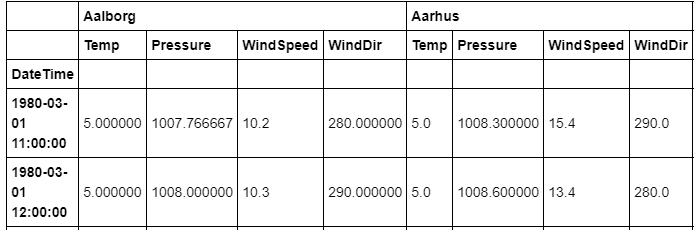 Aalborg Aarhus
Temp Pressure WindSpeed WindDir Temp Pressure WindSpeed WindDir
DateTime
1980-03-
01 5.000000 1007.766667 10.2 280.000000 5.0 1008.300000 15.4 290.0
11:00:00
1980-03-
01 5.000000 1008.000000 10.3 290.000000 5.0 1008.600000 13.4 280.0
12:00:00